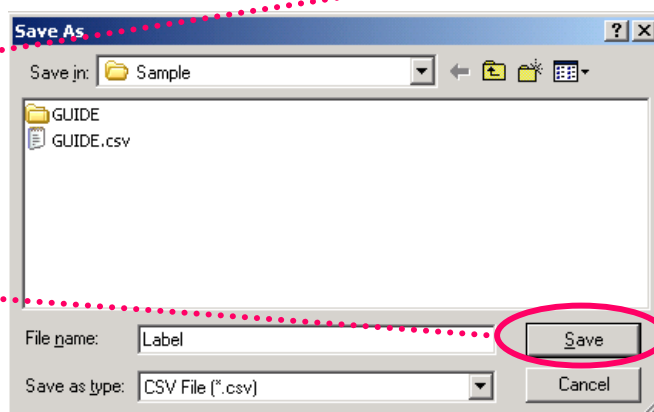 Save As
Save in: Sample
GUIDE
GUIDE.csv
File name: Label Save
Save as type: CSV File (*.csv) Cancel